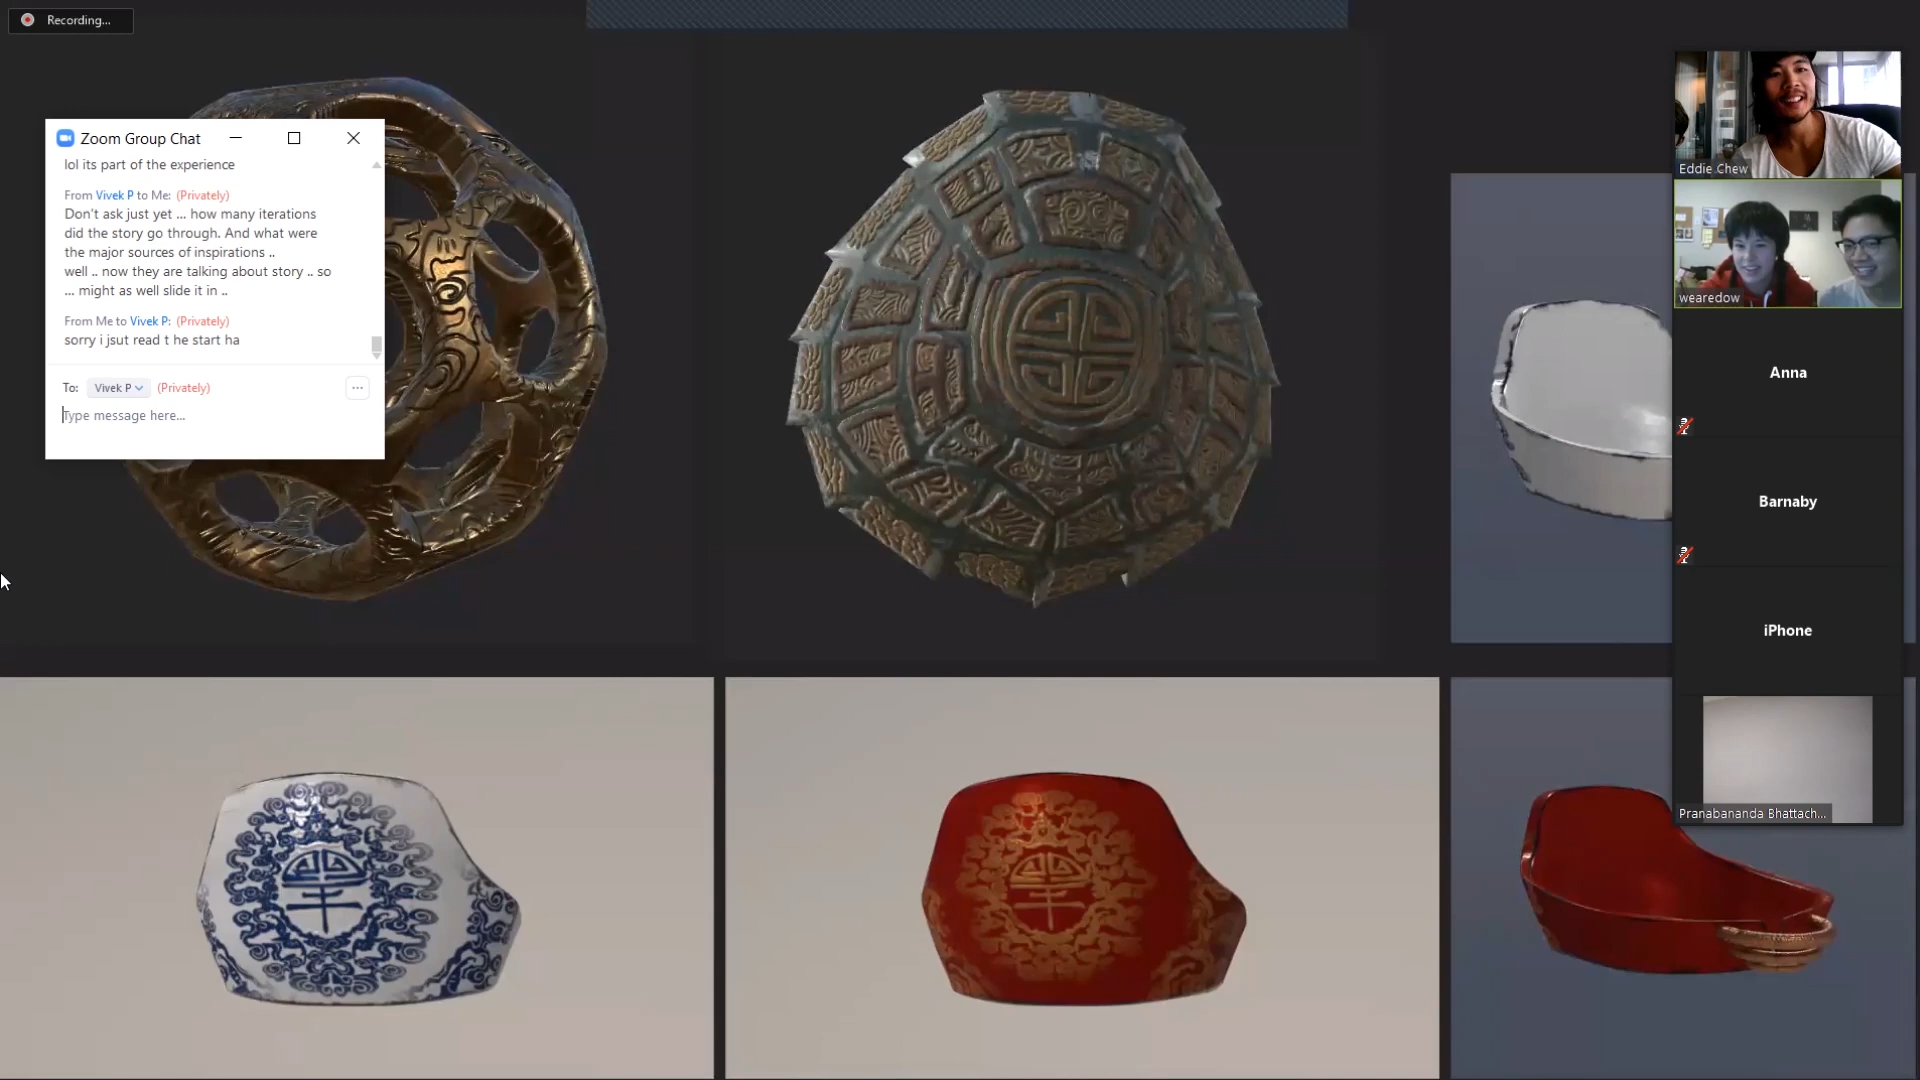 Recording...
Zoom Group Chat
lol its part of the experience
From Vivek P to Me: (Privately)
Don't ask just yet ... how many iterations
did the story go through. And what were
the major sources of inspirations ..
well .. now they are talking about story .. so
... might as well slide it in ..
From Me to Vivek P: (Privately)
sorry i jsut read t he start ha
To: Vivek P (Privately)
Type message here...
Eddie Chew
wearedow
Anna
Barnaby
iPhone
Pranabananda Bhattach...